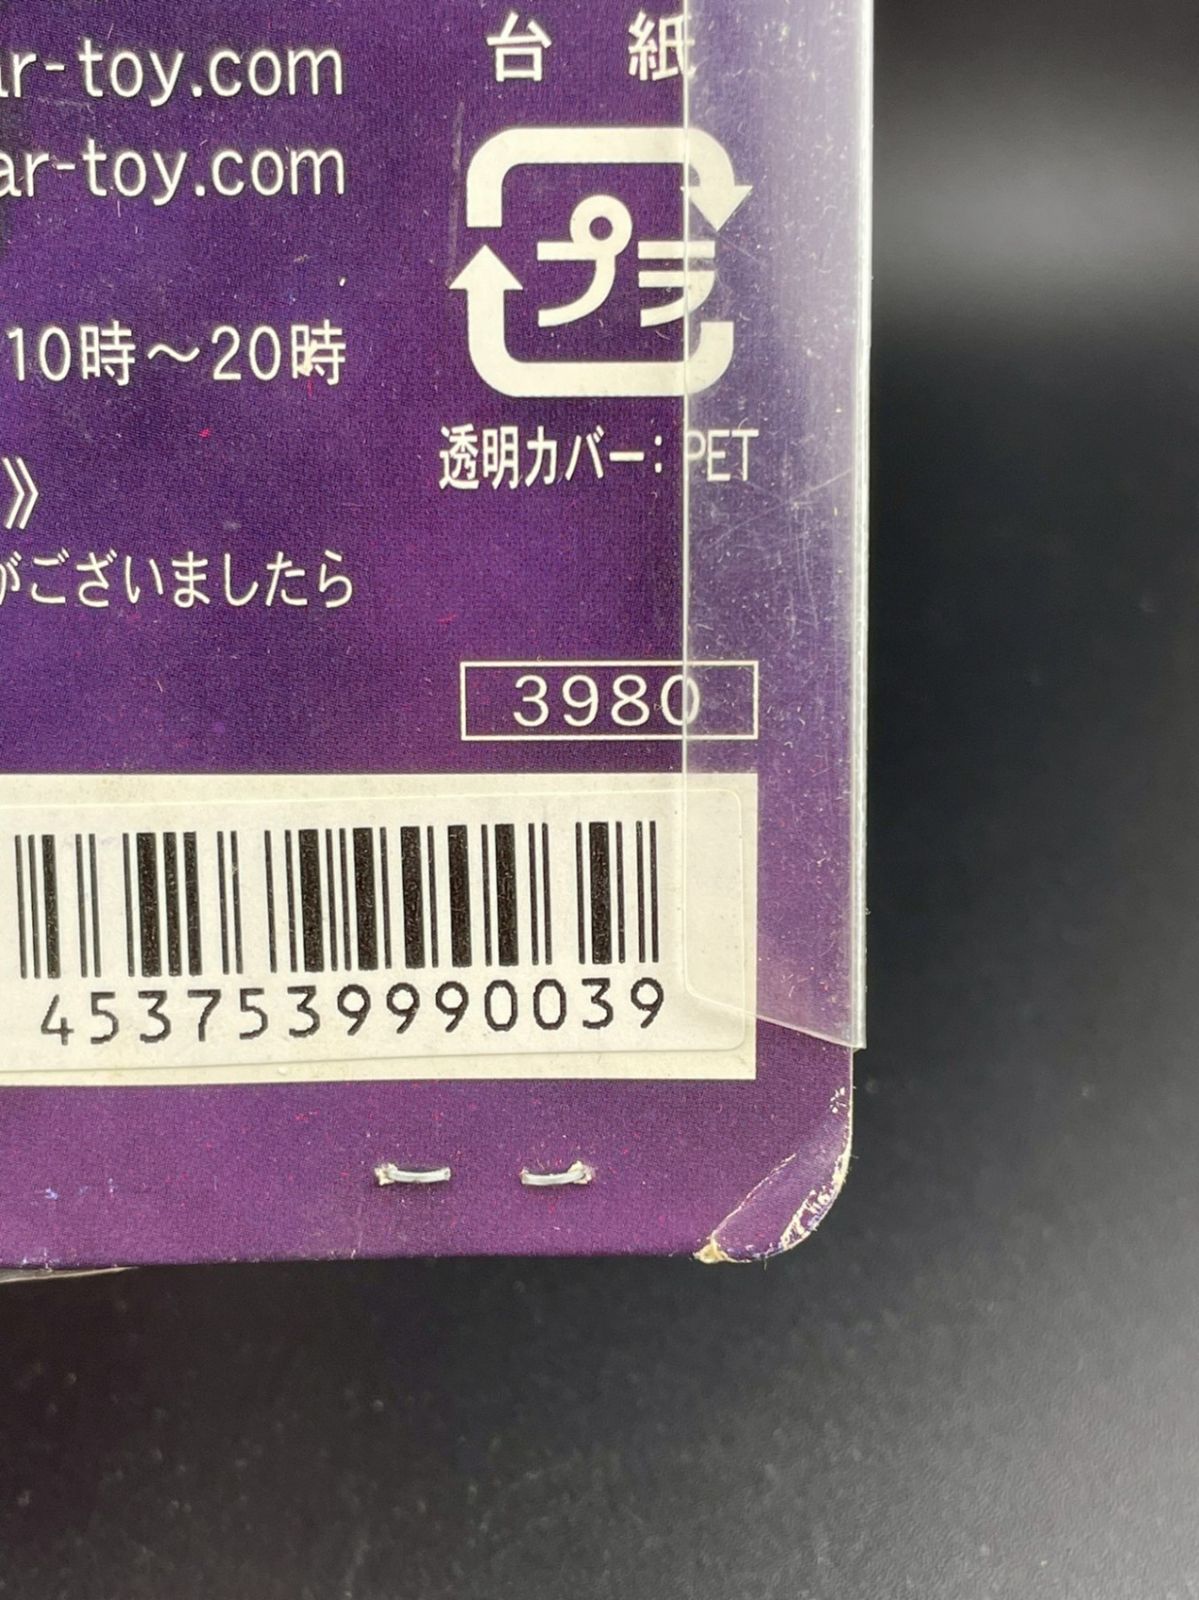 ar-toy.com
ar-toy.com
10時～20時
》
がございましたら
台紙
プラ
透明カバー：PET
3980
4537539990039